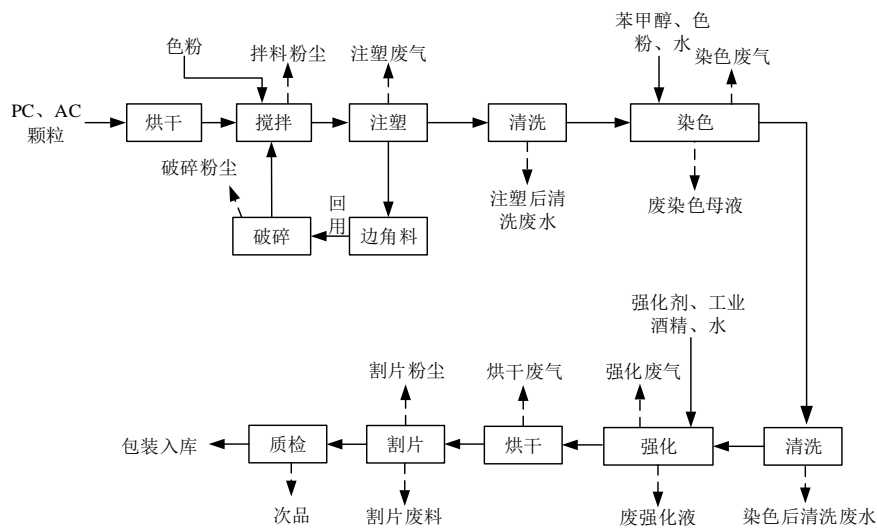 色粉
拌料粉尘
注塑废气
苯甲醇、色
粉、水
染色废气
PC、AC
颗粒
烘干
搅拌
注塑
清洗
染色
破碎粉尘
回
用
注塑后清
洗废水
废染色母液
破碎
边角料
强化剂、工业
酒精、水
割片粉尘
烘干废气
强化废气
包装入库
质检
割片
烘干
强化
清洗
次品
割片废料
废强化液
染色后清洗废水